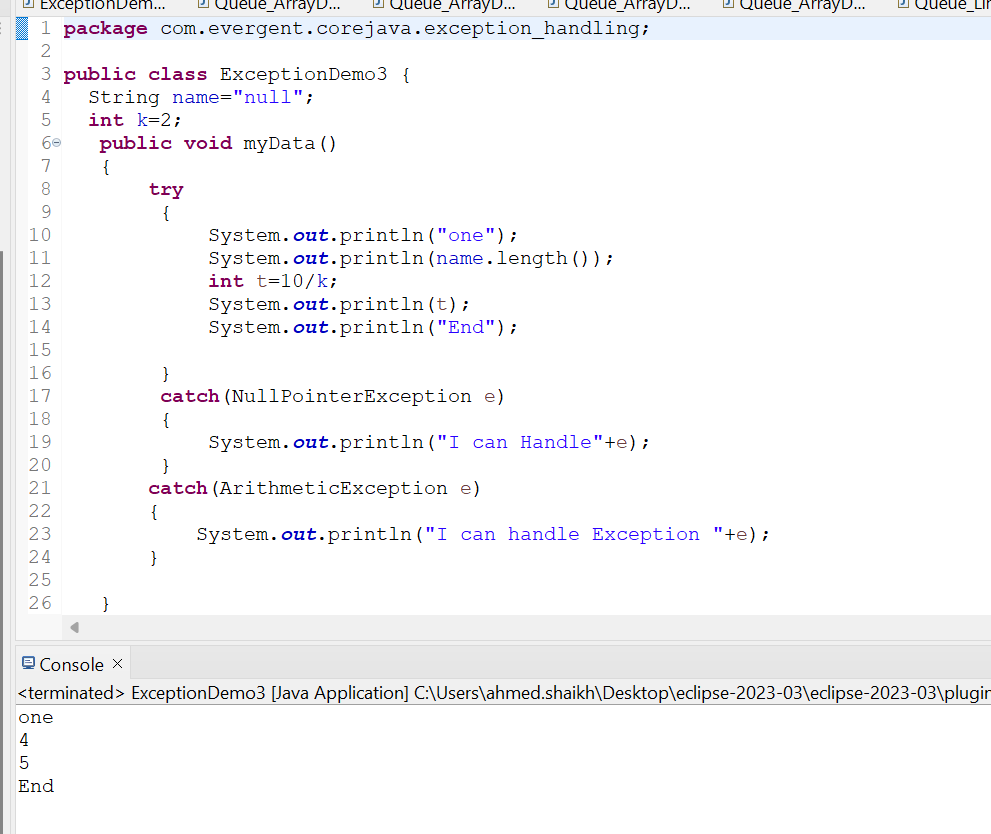 ExceptionDem... Queue_ArrayD... Queue_ArrayD... Queue_ArrayD... Queue_ArrayD... Queue_Lin
1 package com.evergent.corejava.exception_handling;
2
3 public class ExceptionDemo3 {
4 String name="null";
5 int k=2;
6 public void myData()
7 {
8 try
9 {
10 System.out.println("one");
11 System.out.println(name.length());
12 int t=10/k;
13 System.out.println(t);
14 System.out.println("End");
15
16 }
17 catch(NullPointerException e)
18 {
19 System.out.println("I can Handle"+e);
20 }
21 catch(ArithmeticException e)
22 {
23 System.out.println("I can handle Exception "+e);
24 }
25
26 }
Console ×
<terminated> ExceptionDemo3 [Java Application] C:\Users\ahmed.shaikh\Desktop\eclipse-2023-03\eclipse-2023-03\plugin
one
4
5
End